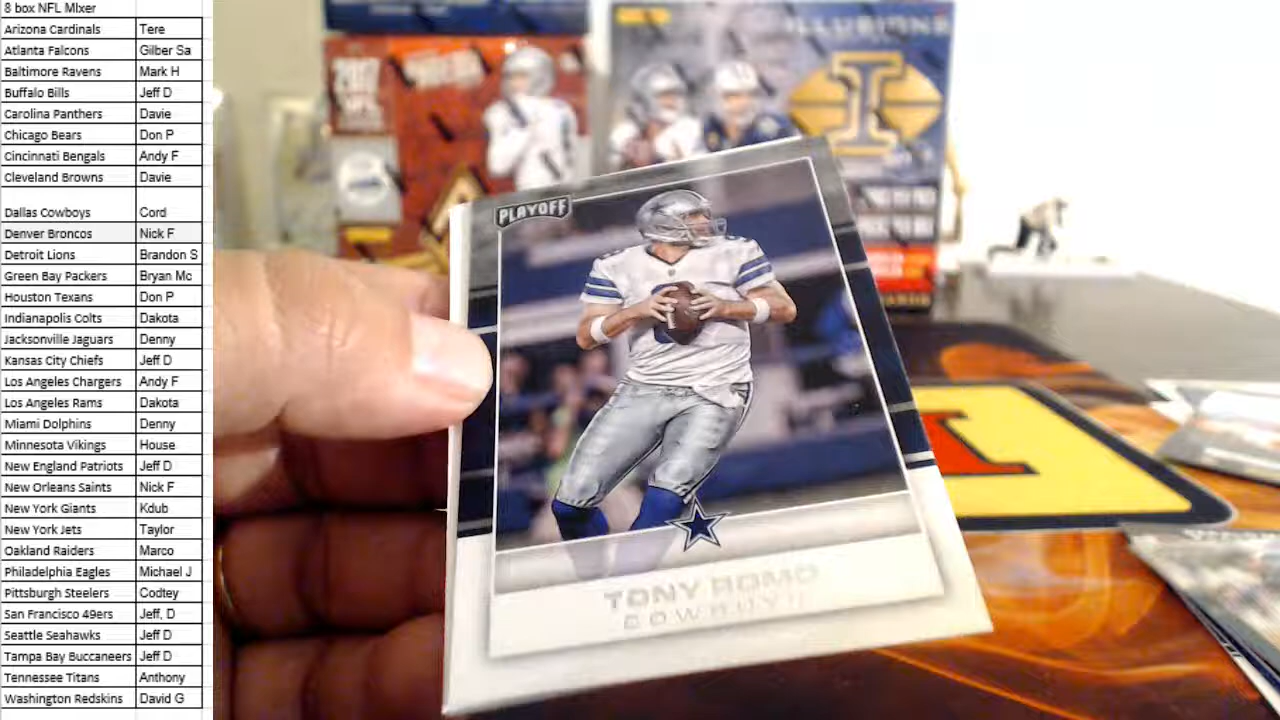 8 box NFL MIxer
Arizona Cardinals Tere
Atlanta Falcons Gilber Sa
Baltimore Ravens Mark H
Buffalo Bills Jeff D
Carolina Panthers Davie
Chicago Bears Don P
Cincinnati Bengals Andy F
Cleveland Browns Davie
Dallas Cowboys Cord
Denver Broncos Nick F
Detroit Lions Brandon S
Green Bay Packers Bryan Mc
Houston Texans Don P
Indianapolis Colts Dakota
Jacksonville Jaguars Denny
Kansas City Chiefs Jeff D
Los Angeles Chargers Andy F
Los Angeles Rams Dakota
Miami Dolphins Denny
Minnesota Vikings House
New England Patriots Jeff D
New Orleans Saints Nick F
New York Giants Kdub
New York Jets Taylor
Oakland Raiders Marco
Philadelphia Eagles Michael J
Pittsburgh Steelers Codtey
San Francisco 49ers Jeff, D
Seattle Seahawks Jeff D
Tampa Bay Buccaneers Jeff D
Tennessee Titans Anthony
Washington Redskins David G
2017
ILLUSIONS
I
PLAYOFF
TONY ROMO
COWBOYS